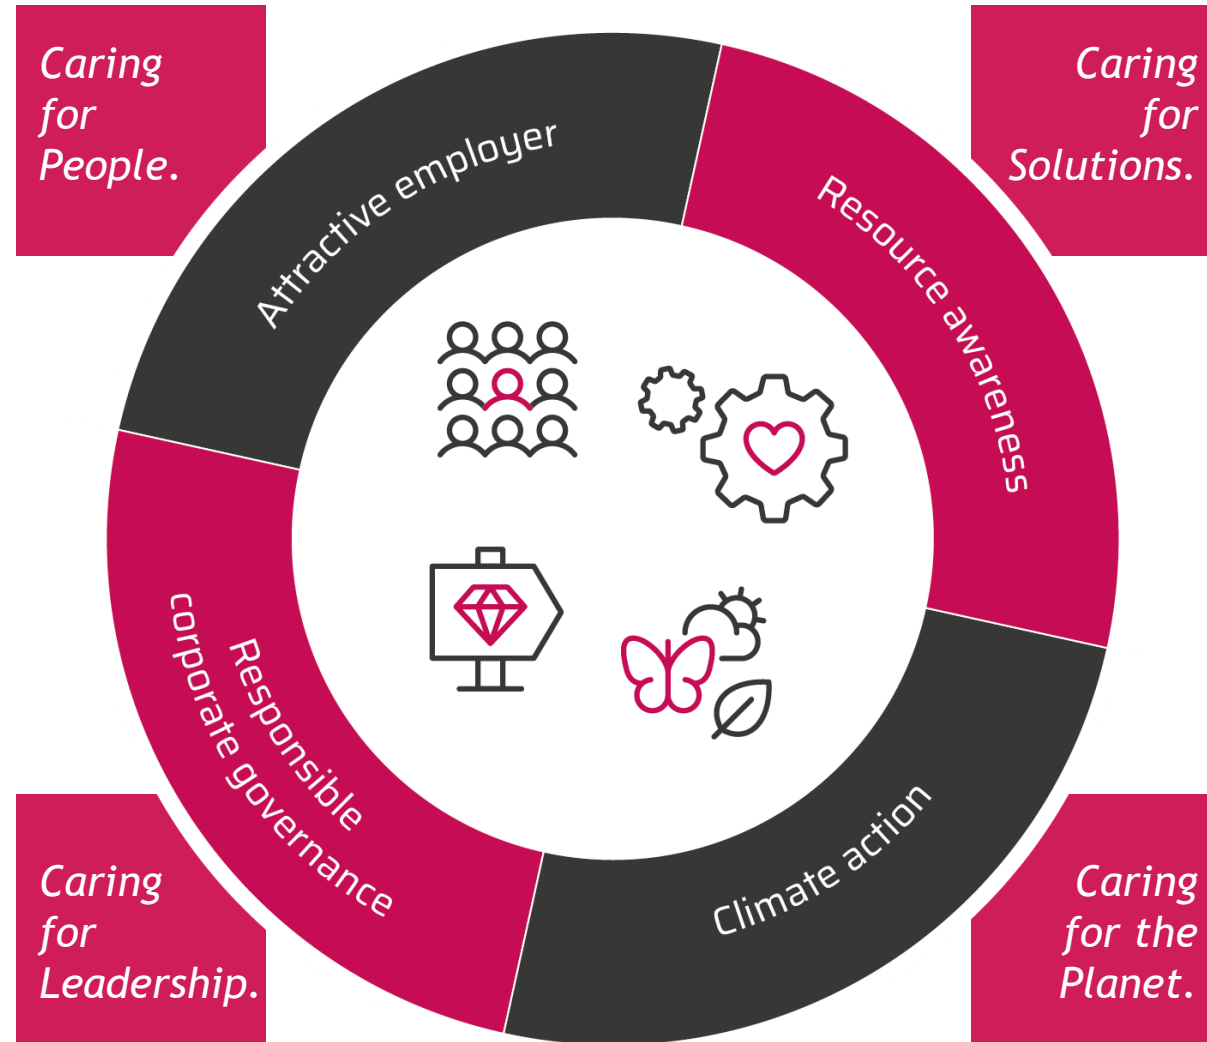 Caring
for
People.
Caring
for
Solutions.
Attractive employer
Resource awareness
Responsible
corporate governance
Climate action
Caring
for
Leadership.
Caring
for the
Planet.